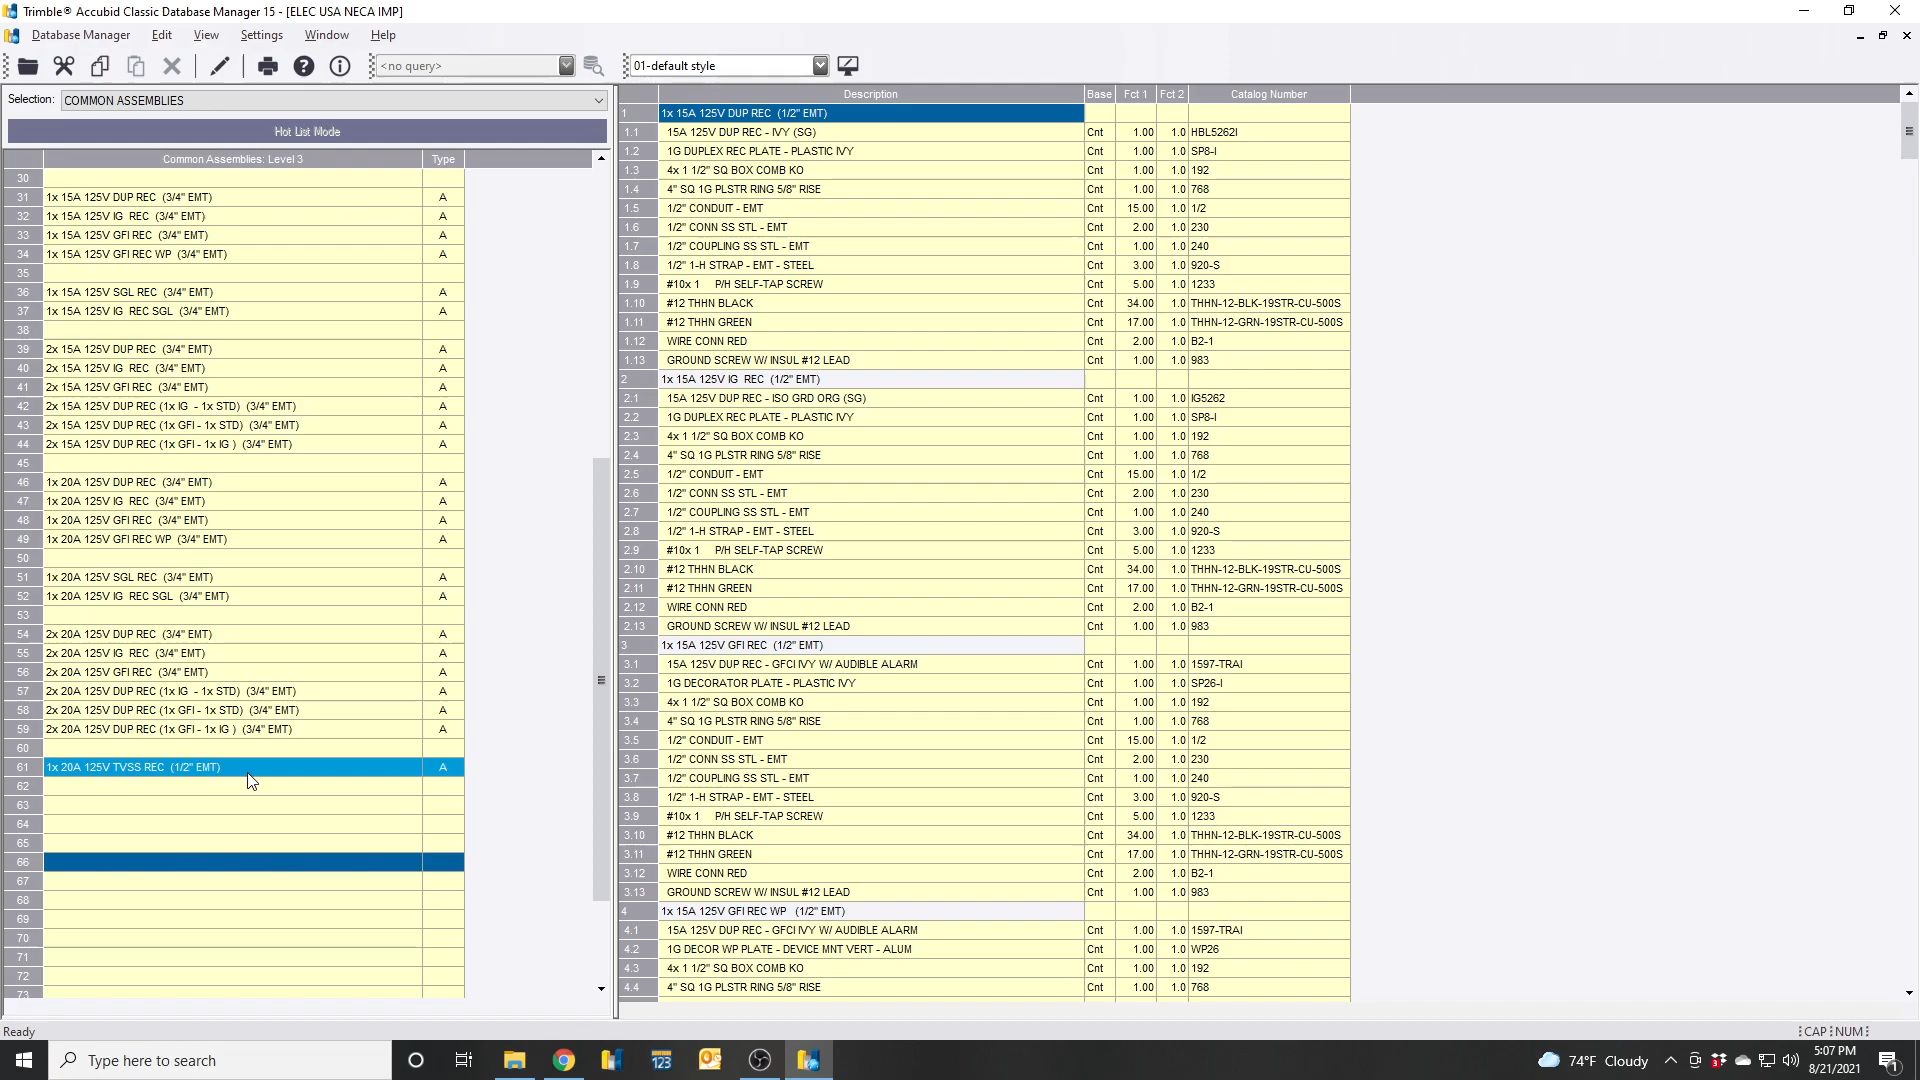 Trimble® Accubid Classic Database Manager 15 - [ELEC USA NECA IMP]
Database Manager Edit View Settings Window Help
<no query> 01-default style
Selection: COMMON ASSEMBLIES
Hot List Mode
Common Assemblies: Level 3 Type
30
31 1x 15A 125V DUP REC (3/4" EMT) A
32 1x 15A 125V IG REC (3/4" EMT) A
33 1x 15A 125V GFI REC (3/4" EMT) A
34 1x 15A 125V GFI REC WP (3/4" EMT) A
35
36 1x 15A 125V SGL REC (3/4" EMT) A
37 1x 15A 125V IG REC SGL (3/4" EMT) A
38
39 2x 15A 125V DUP REC (3/4" EMT) A
40 2x 15A 125V IG REC (3/4" EMT) A
41 2x 15A 125V GFI REC (3/4" EMT) A
42 2x 15A 125V DUP REC (1x IG - 1x STD) (3/4" EMT) A
43 2x 15A 125V DUP REC (1x GFI - 1x STD) (3/4" EMT) A
44 2x 15A 125V DUP REC (1x GFI - 1x IG ) (3/4" EMT) A
45
46 1x 20A 125V DUP REC (3/4" EMT) A
47 1x 20A 125V IG REC (3/4" EMT) A
48 1x 20A 125V GFI REC (3/4" EMT) A
49 1x 20A 125V GFI REC WP (3/4" EMT) A
50
51 1x 20A 125V SGL REC (3/4" EMT) A
52 1x 20A 125V IG REC SGL (3/4" EMT) A
53
54 2x 20A 125V DUP REC (3/4" EMT) A
55 2x 20A 125V IG REC (3/4" EMT) A
56 2x 20A 125V GFI REC (3/4" EMT) A
57 2x 20A 125V DUP REC (1x IG - 1x STD) (3/4" EMT) A
58 2x 20A 125V DUP REC (1x GFI - 1x STD) (3/4" EMT) A
59 2x 20A 125V DUP REC (1x GFI - 1x IG ) (3/4" EMT) A
60
61 1x 20A 125V TVSS REC (1/2" EMT) A
62
63
64
65
66
67
68
69
70
71
72
73
Description Base Fct 1 Fct 2 Catalog Number
1 1x 15A 125V DUP REC (1/2" EMT)
1.1 15A 125V DUP REC - IVY (SG) Cnt 1.00 1.0 HBL5262I
1.2 1G DUPLEX REC PLATE - PLASTIC IVY Cnt 1.00 1.0 SP8-I
1.3 4x 1 1/2" SQ BOX COMB KO Cnt 1.00 1.0 192
1.4 4" SQ 1G PLSTR RING 5/8" RISE Cnt 1.00 1.0 768
1.5 1/2" CONDUIT - EMT Cnt 15.00 1.0 1/2
1.6 1/2" CONN SS STL - EMT Cnt 2.00 1.0 230
1.7 1/2" COUPLING SS STL - EMT Cnt 1.00 1.0 240
1.8 1/2" 1-H STRAP - EMT - STEEL Cnt 3.00 1.0 920-S
1.9 #10x 1 P/H SELF-TAP SCREW Cnt 5.00 1.0 1233
1.10 #12 THHN BLACK Cnt 34.00 1.0 THHN-12-BLK-19STR-CU-500S
1.11 #12 THHN GREEN Cnt 17.00 1.0 THHN-12-GRN-19STR-CU-500S
1.12 WIRE CONN RED Cnt 2.00 1.0 B2-1
1.13 GROUND SCREW W/ INSUL #12 LEAD Cnt 1.00 1.0 983
2 1x 15A 125V IG REC (1/2" EMT)
2.1 15A 125V DUP REC - ISO GRD ORG (SG) Cnt 1.00 1.0 IG5262
2.2 1G DUPLEX REC PLATE - PLASTIC IVY Cnt 1.00 1.0 SP8-I
2.3 4x 1 1/2" SQ BOX COMB KO Cnt 1.00 1.0 192
2.4 4" SQ 1G PLSTR RING 5/8" RISE Cnt 1.00 1.0 768
2.5 1/2" CONDUIT - EMT Cnt 15.00 1.0 1/2
2.6 1/2" CONN SS STL - EMT Cnt 2.00 1.0 230
2.7 1/2" COUPLING SS STL - EMT Cnt 1.00 1.0 240
2.8 1/2" 1-H STRAP - EMT - STEEL Cnt 3.00 1.0 920-S
2.9 #10x 1 P/H SELF-TAP SCREW Cnt 5.00 1.0 1233
2.10 #12 THHN BLACK Cnt 34.00 1.0 THHN-12-BLK-19STR-CU-500S
2.11 #12 THHN GREEN Cnt 17.00 1.0 THHN-12-GRN-19STR-CU-500S
2.12 WIRE CONN RED Cnt 2.00 1.0 B2-1
2.13 GROUND SCREW W/ INSUL #12 LEAD Cnt 1.00 1.0 983
3 1x 15A 125V GFI REC (1/2" EMT)
3.1 15A 125V DUP REC - GFCI IVY W/ AUDIBLE ALARM Cnt 1.00 1.0 1597-TRAI
3.2 1G DECORATOR PLATE - PLASTIC IVY Cnt 1.00 1.0 SP26-I
3.3 4x 1 1/2" SQ BOX COMB KO Cnt 1.00 1.0 192
3.4 4" SQ 1G PLSTR RING 5/8" RISE Cnt 1.00 1.0 768
3.5 1/2" CONDUIT - EMT Cnt 15.00 1.0 1/2
3.6 1/2" CONN SS STL - EMT Cnt 2.00 1.0 230
3.7 1/2" COUPLING SS STL - EMT Cnt 1.00 1.0 240
3.8 1/2" 1-H STRAP - EMT - STEEL Cnt 3.00 1.0 920-S
3.9 #10x 1 P/H SELF-TAP SCREW Cnt 5.00 1.0 1233
3.10 #12 THHN BLACK Cnt 34.00 1.0 THHN-12-BLK-19STR-CU-500S
3.11 #12 THHN GREEN Cnt 17.00 1.0 THHN-12-GRN-19STR-CU-500S
3.12 WIRE CONN RED Cnt 2.00 1.0 B2-1
3.13 GROUND SCREW W/ INSUL #12 LEAD Cnt 1.00 1.0 983
4 1x 15A 125V GFI REC WP (1/2" EMT)
4.1 15A 125V DUP REC - GFCI IVY W/ AUDIBLE ALARM Cnt 1.00 1.0 1597-TRAI
4.2 1G DECOR WP PLATE - DEVICE MNT VERT - ALUM Cnt 1.00 1.0 WP26
4.3 4x 1 1/2" SQ BOX COMB KO Cnt 1.00 1.0 192
4.4 4" SQ 1G PLSTR RING 5/8" RISE Cnt 1.00 1.0 768
Ready CAP NUM
Type here to search 123 74°F Cloudy 3 5:07 PM
8/21/2021 1